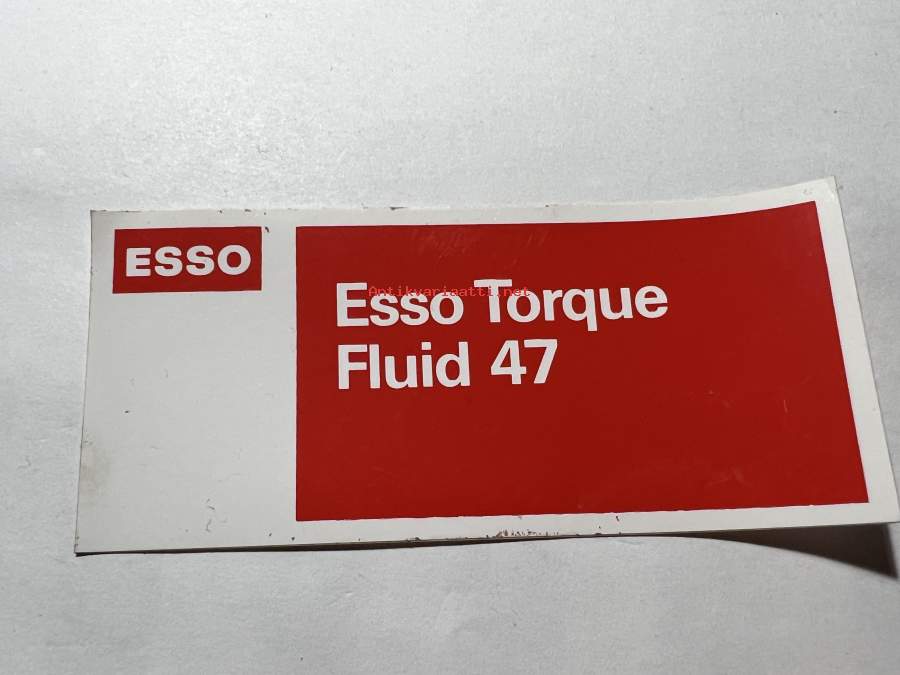 ESSO
Esso Torque
Antikvariaatti.net
Fluid 47